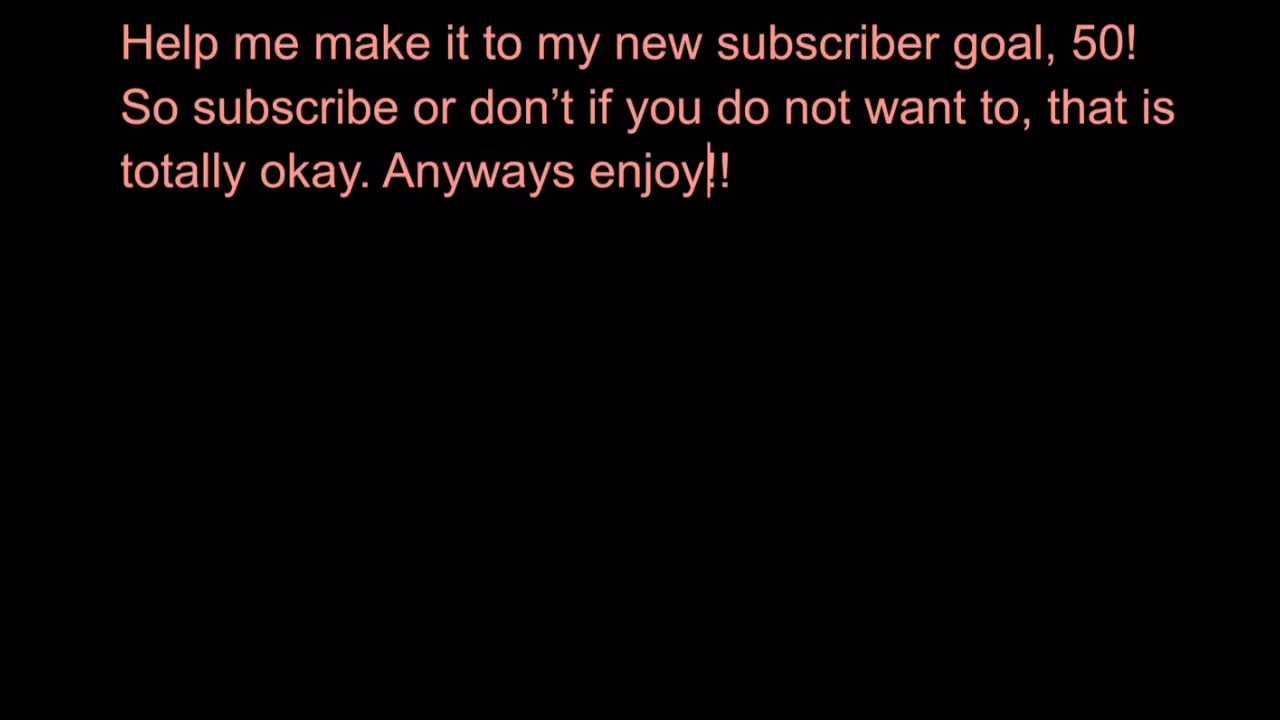 Help me make it to my new subscriber goal, 50!
So subscribe or don’t if you do not want to, that is
totally okay. Anyways enjoy!!